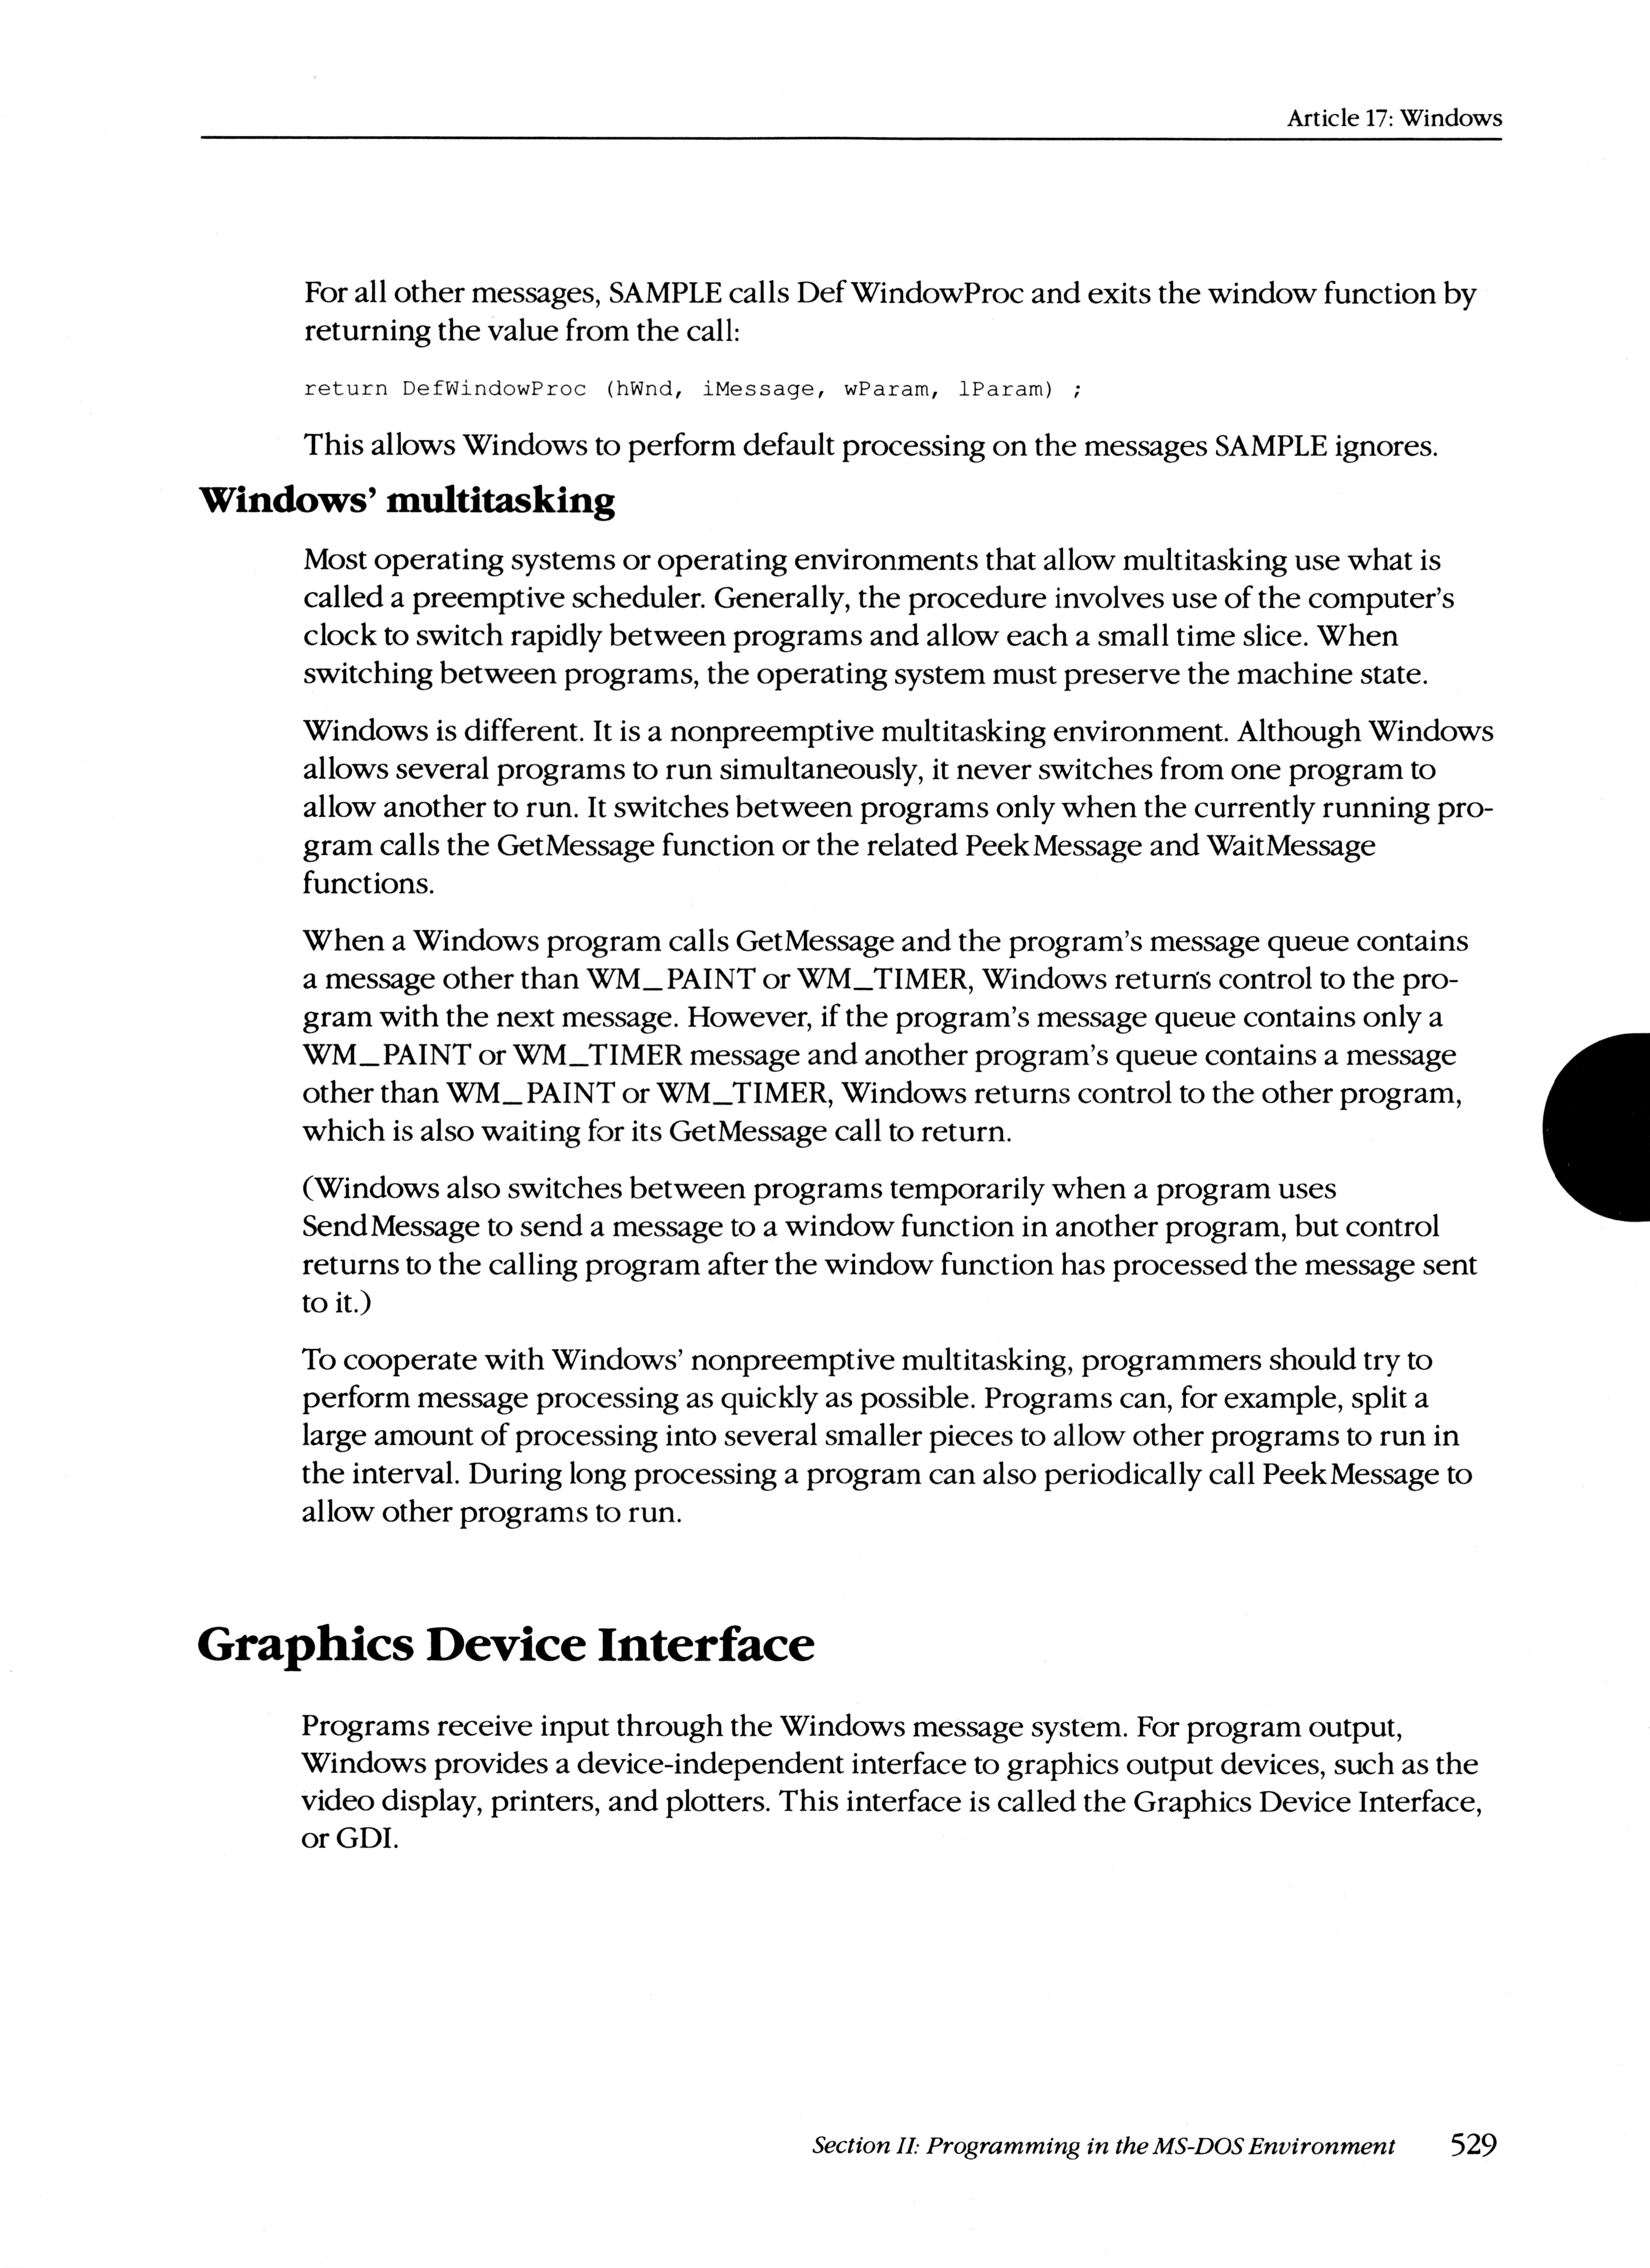 Article 17: Windows
For all other messages, SAMPLE calls DefWindowProc and exits the window function by
returning the value from the call:
return DefWindowProc (hWnd, iMessage, wParam, lParam) ;
This allows Windows to perform default processing on the messages SAMPLE ignores.
Windows’ multitasking
Most operating systems or operating environments that allow multitasking use what is
called a preemptive scheduler. Generally, the procedure involves use of the computer’s
clock to switch rapidly between programs and allow each a small time slice. When
switching between programs, the operating system must preserve the machine state.
Windows is different. It is a nonpreemptive multitasking environment. Although Windows
allows several programs to run simultaneously, it never switches from one program to
allow another to run. It switches between programs only when the currently running pro-
gram calls the GetMessage function or the related PeekMessage and WaitMessage
functions.
When a Windows program calls GetMessage and the program’s message queue contains
a message other than WM_PAINT or WM_TIMER, Windows returns control to the pro-
gram with the next message. However, if the program’s message queue contains only a
WM_PAINT or WM_TIMER message and another program’s queue contains a message
other than WM_PAINT or WM_TIMER, Windows returns control to the other program,
which is also waiting for its GetMessage call to return.
(Windows also switches between programs temporarily when a program uses
SendMessage to send a message to a window function in another program, but control
returns to the calling program after the window function has processed the message sent
to it.)
To cooperate with Windows’ nonpreemptive multitasking, programmers should try to
perform message processing as quickly as possible. Programs can, for example, split a
large amount of processing into several smaller pieces to allow other programs to run in
the interval. During long processing a program can also periodically call PeekMessage to
allow other programs to run.
Graphics Device Interface
Programs receive input through the Windows message system. For program output,
Windows provides a device-independent interface to graphics output devices, such as the
video display, printers, and plotters. This interface is called the Graphics Device Interface,
or GDI.
Section II: Programming in the MS-DOS Environment 529